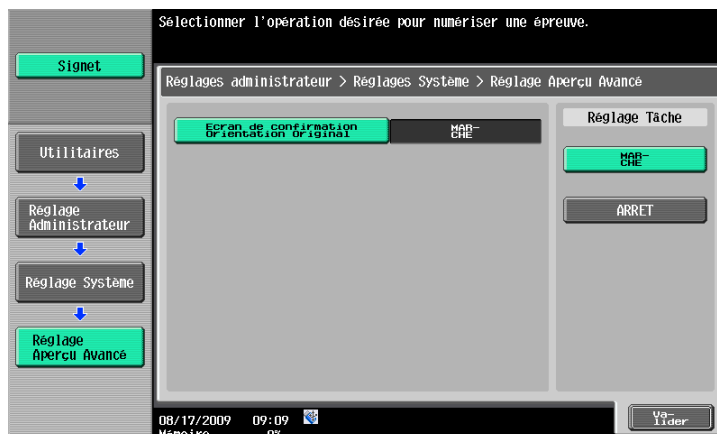 Sélectionner l'opération désirée pour numériser une épreuve.
Signet
Réglages administrateur > Réglages Système > Réglage Aperçu Avancé
Utilitaires
Réglage
Administrateur
Réglage Système
Réglage
Aperçu Avancé
Ecran de confirmation
Orientation Original
MAR-
CHE
Réglage Tâche
MAR-
CHE
ARRET
08/17/2009 09:09
Mémoire 0%
Va-
lider